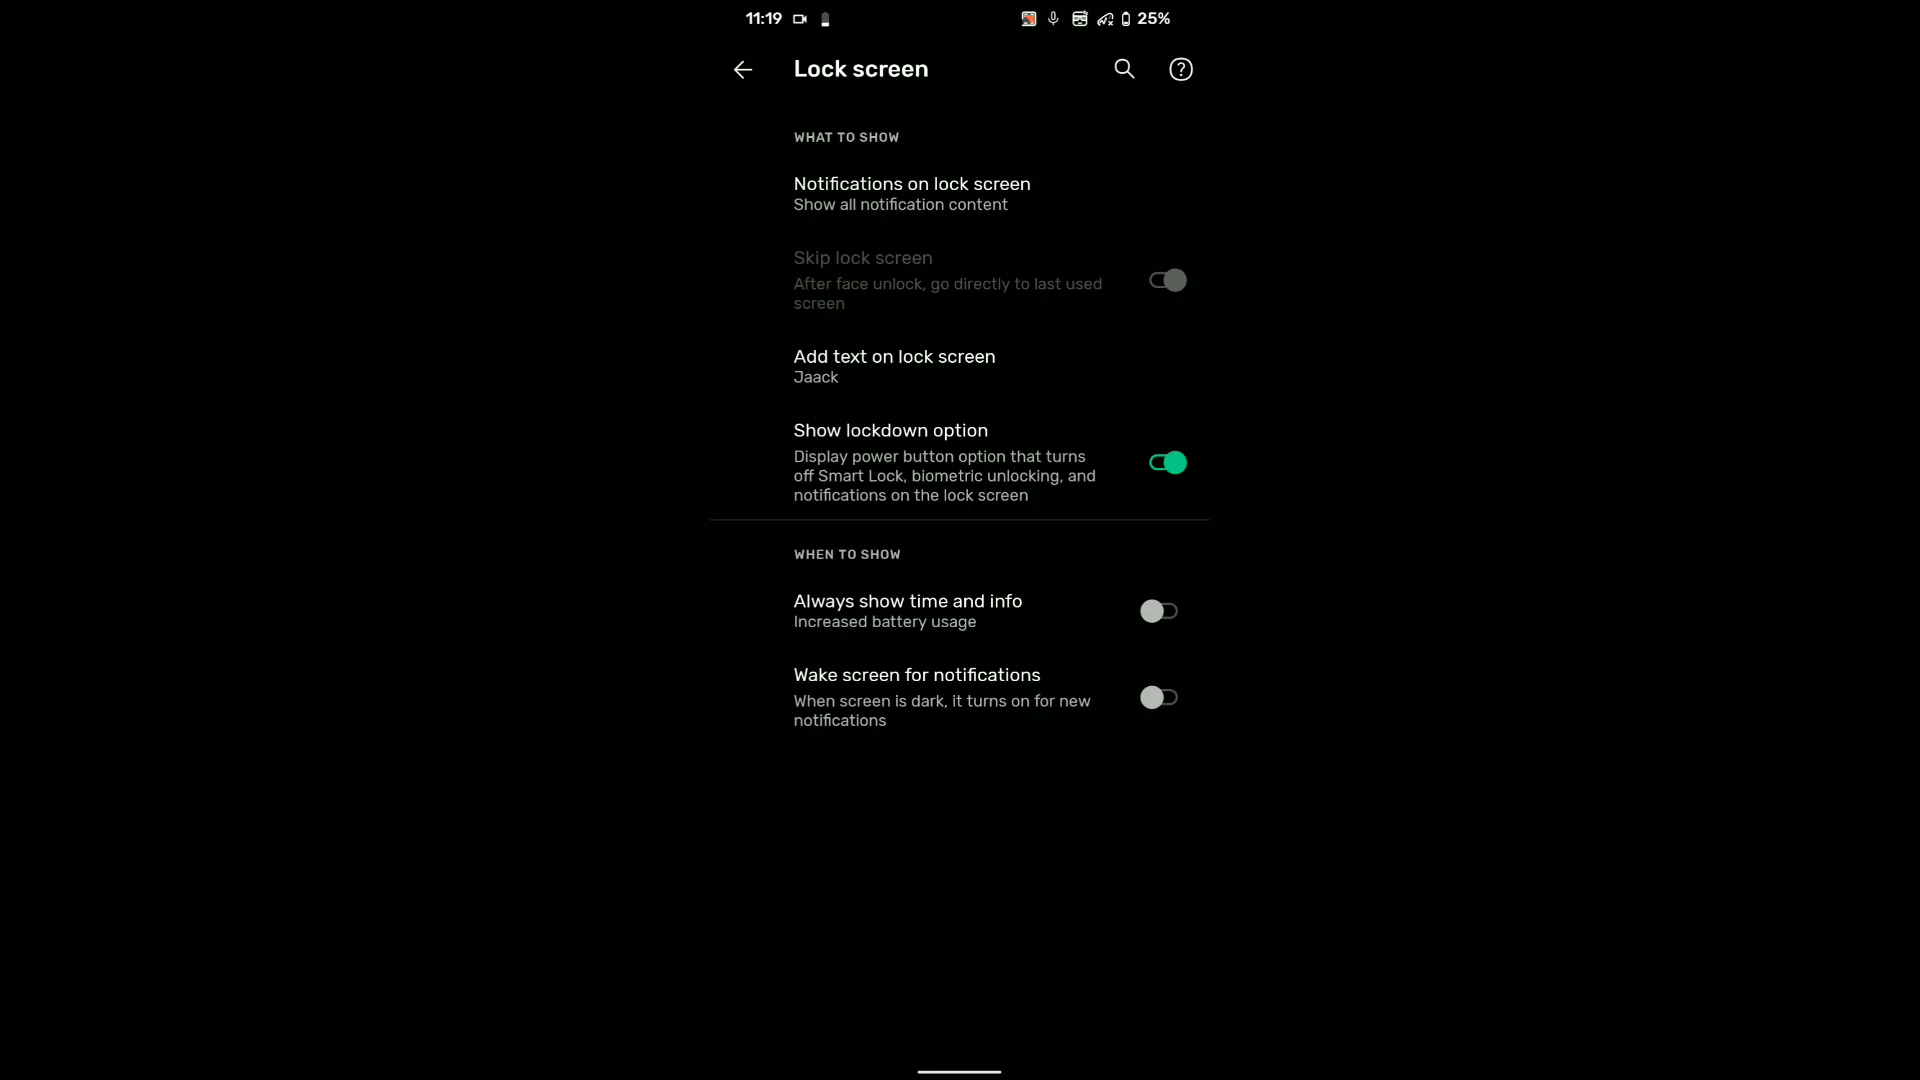 11:19
25%
Lock screen
WHAT TO SHOW
Notifications on lock screen
Show all notification content
Skip lock screen
After face unlock, go directly to last used
screen
Add text on lock screen
Jaack
Show lockdown option
Display power button option that turns
off Smart Lock, biometric unlocking, and
notifications on the lock screen
WHEN TO SHOW
Always show time and info
Increased battery usage
Wake screen for notifications
When screen is dark, it turns on for new
notifications